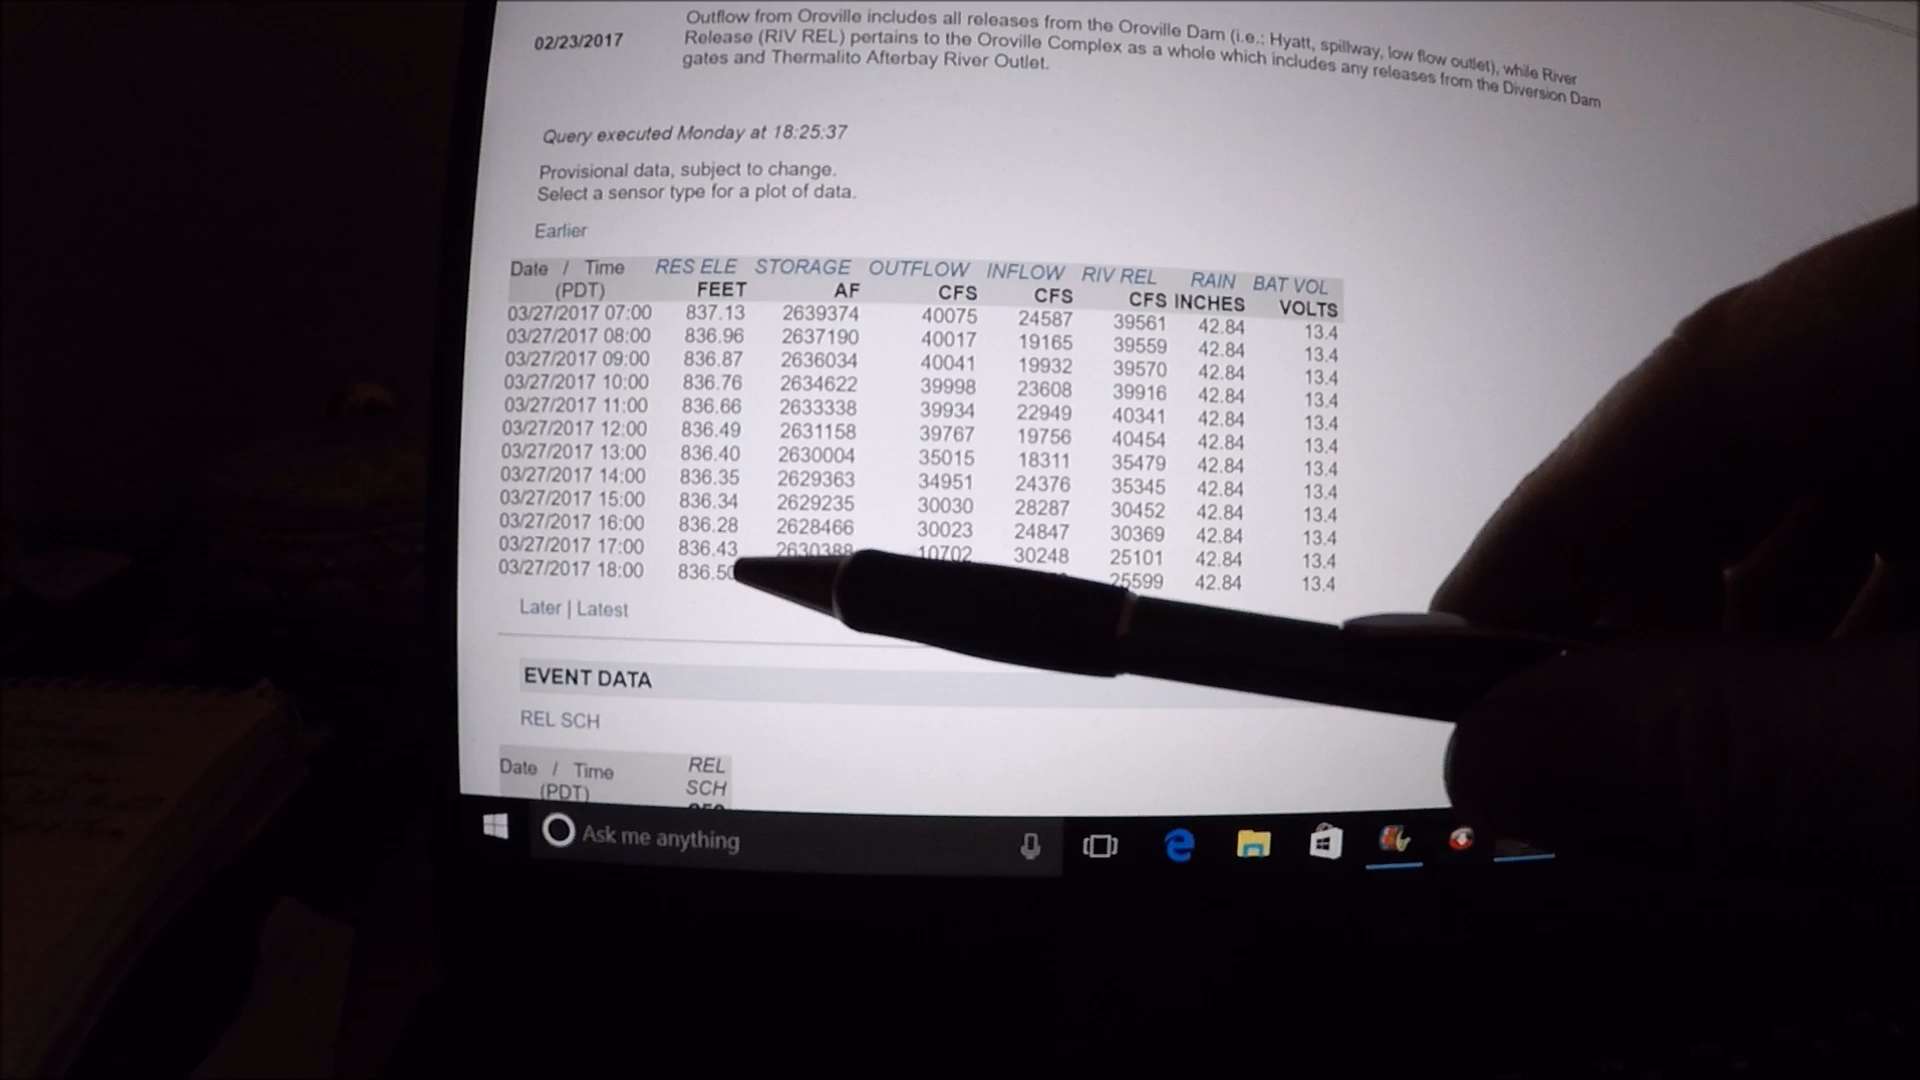 Outflow from Oroville includes all releases from the Oroville Dam (i.e.: Hyatt, spillway, low flow outlet), while River
02/23/2017 Release (RIV REL) pertains to the Oroville Complex as a whole which includes any releases from the Diversion Dam
gates and Thermalito Afterbay River Outlet.
Query executed Monday at 18:25:37
Provisional data, subject to change.
Select a sensor type for a plot of data.
Earlier
Date / Time RES ELE STORAGE OUTFLOW INFLOW RIV REL RAIN BAT VOL
(PDT) FEET AF CFS CFS CFS INCHES VOLTS
03/27/2017 07:00 837.13 2639374 40075 24587 39561 42.84 13.4
03/27/2017 08:00 836.96 2637190 40017 19165 39559 42.84 13.4
03/27/2017 09:00 836.87 2636034 40041 19932 39570 42.84 13.4
03/27/2017 10:00 836.76 2634622 39998 23608 39916 42.84 13.4
03/27/2017 11:00 836.66 2633338 39934 22949 40341 42.84 13.4
03/27/2017 12:00 836.49 2631158 39767 19756 40454 42.84 13.4
03/27/2017 13:00 836.40 2630004 35015 18311 35479 42.84 13.4
03/27/2017 14:00 836.35 2629363 34951 24376 35345 42.84 13.4
03/27/2017 15:00 836.34 2629235 30030 28287 30452 42.84 13.4
03/27/2017 16:00 836.28 2628466 30023 24847 30369 42.84 13.4
03/27/2017 17:00 836.43 2630388 10702 30248 25101 42.84 13.4
03/27/2017 18:00 836.50 25599 42.84 13.4
Later | Latest
EVENT DATA
REL SCH
Date / Time REL
(PDT) SCH
Ask me anything